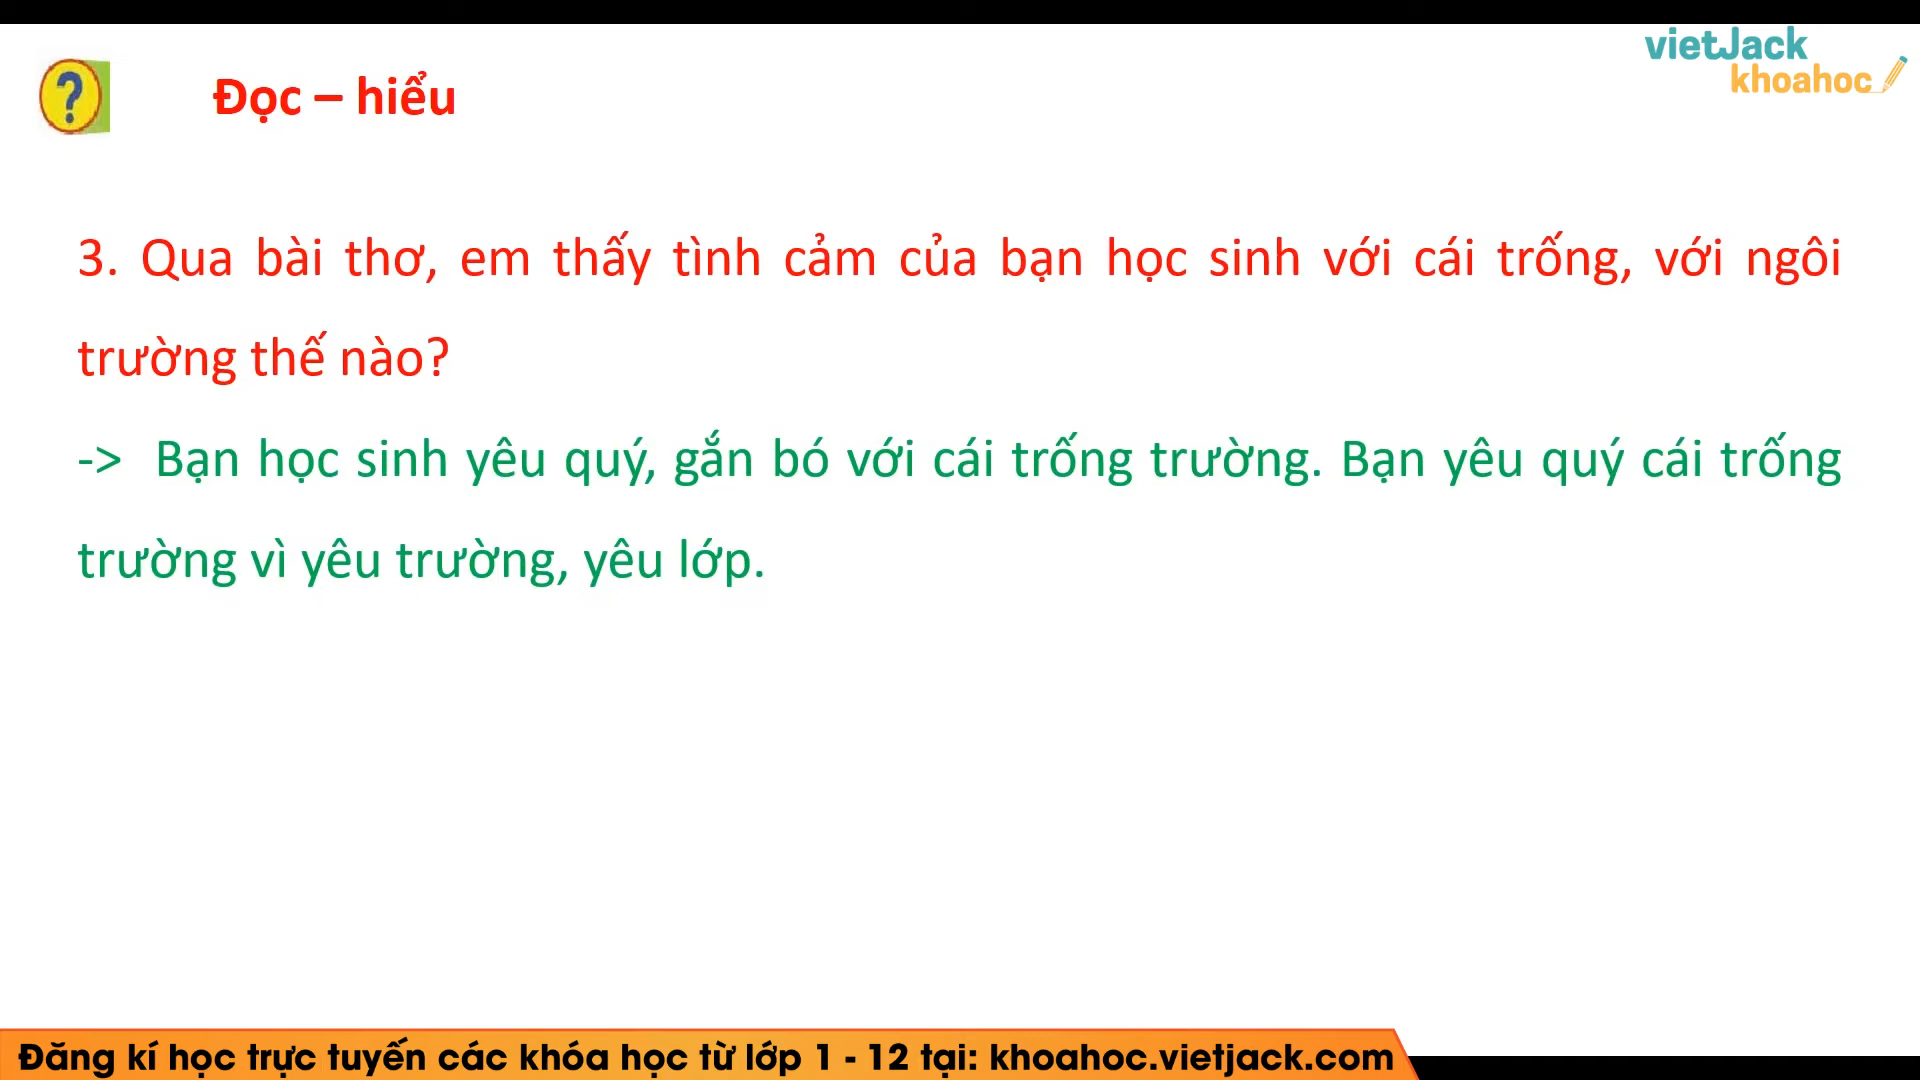 vietJack
khoahoc
?
Đọc – hiểu
3. Qua bài thơ, em thấy tình cảm của bạn học sinh với cái trống, với ngôi
trường thế nào?
-> Bạn học sinh yêu quý, gắn bó với cái trống trường. Bạn yêu quý cái trống
trường vì yêu trường, yêu lớp.
Đăng kí học trực tuyến các khóa học từ lớp 1 - 12 tại: khoahoc.vietjack.com